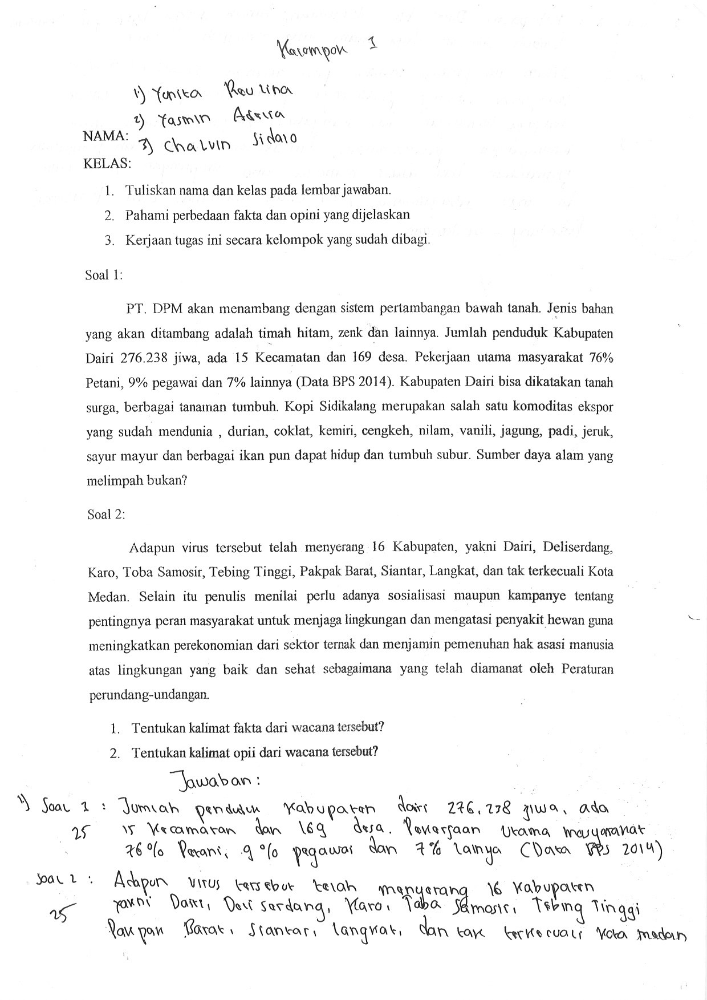 Kelompok 1
1.) Yunita Roulina
2) Yasmin
NAMA:
3) Chalvin Sidaro
KELAS:
1. Tuliskan nama dan kelas pada lembar jawaban.
2. Pahami perbedaan fakta dan opini yang dijelaskan
3. Kerjaan tugas ini secara kelompok yang sudah dibagi.
Soal 1:
PT. DPM akan menambang dengan sistem pertambangan bawah tanah. Jenis bahan
yang akan ditambang adalah timah hitam, zenk dan lainnya. Jumlah penduduk Kabupaten
Dairi 276.238 jiwa, ada 15 Kecamatan dan 169 desa. Pekerjaan utama masyarakat 76%
Petani, 9% pegawai dan 7% lainnya (Data BPS 2014). Kabupaten Dairi bisa dikatakan tanah
surga, berbagai tanaman tumbuh. Kopi Sidikalang merupakan salah satu komoditas ekspor
yang sudah mendunia , durian, coklat, kemiri, cengkeh, nilam, vanili, jagung, padi, jeruk,
sayur mayur dan berbagai ikan pun dapat hidup dan tumbuh subur. Sumber daya alam yang
melimpah bukan?
Soal 2:
Adapun virus tersebut telah menyerang 16 Kabupaten, yakni Dairi, Deliserdang,
Karo, Toba Samosir, Tebing Tinggi, Pakpak Barat, Siantar, Langkat, dan tak terkecuali Kota
Medan. Selain itu penulis menilai perlu adanya sosialisasi maupun kampanye tentang
pentingnya peran masyarakat untuk menjaga lingkungan dan mengatasi penyakit hewan guna
meningkatkan perekonomian dari sektor ternak dan menjamin pemenuhan hak asasi manusia
atas lingkungan yang baik dan sehat sebagaimana yang telah diamanat oleh Peraturan
perundang-undangan.
1. Tentukan kalimat fakta dari wacana tersebut?
2. Tentukan kalimat opii dari wacana tersebut?
Jawaban :
1.) Soal 1 : Jumlah penduduk Kabupaten dairi 276.238 jiwa, ada
25 15 Kecamatan dan 169 desa. Pekerjaan Utama masyarakat
76% Petani, 9% pegawai dan 7% lainya (Data BPS 2014)
Soal 2 : Adapun virus tersebut telah menyerang 16 Kabupaten
25 yakni Dairi, Deli serdang, Karo, Toba Samosir, Tebing Tinggi
Pakpak Barat, Siantar, langkat, dan tak terkecuali Kota medan